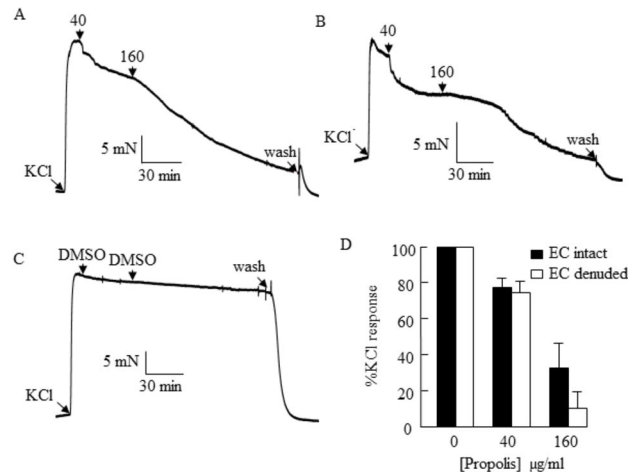 A
40
160
KCl
5 mN
30 min
wash
B
40
160
KCl
5 mN
30 min
wash
C
DMSO
DMSO
wash
5 mN
30 min
KCl
D
EC intact
EC denuded
%KCl response
100
80
60
40
20
0
0 40 160
[Propolis] µg/ml